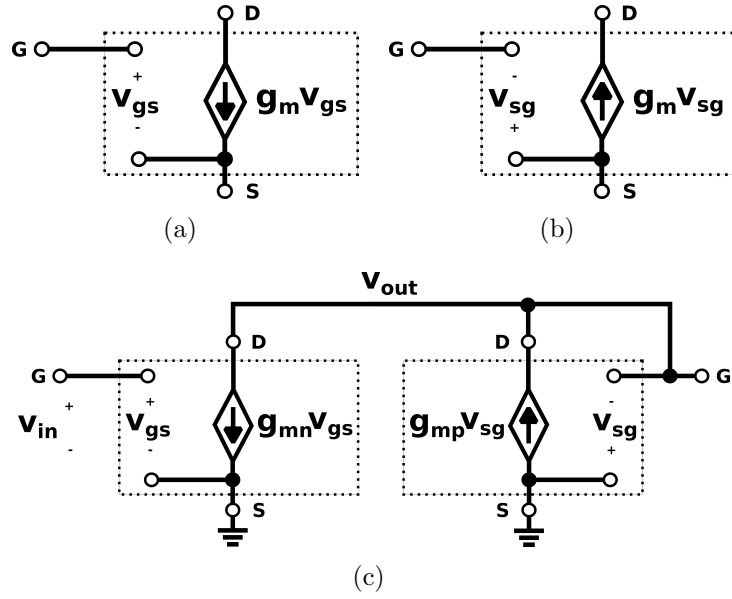 D D
G G
+ -
v_gs g_m v_gs v_sg g_m v_sg
- +
S S
(a) (b)
v_out
D D
G G
+ + -
v_in v_gs g_mn v_gs g_mp v_sg v_sg
- - +
S S
(c)